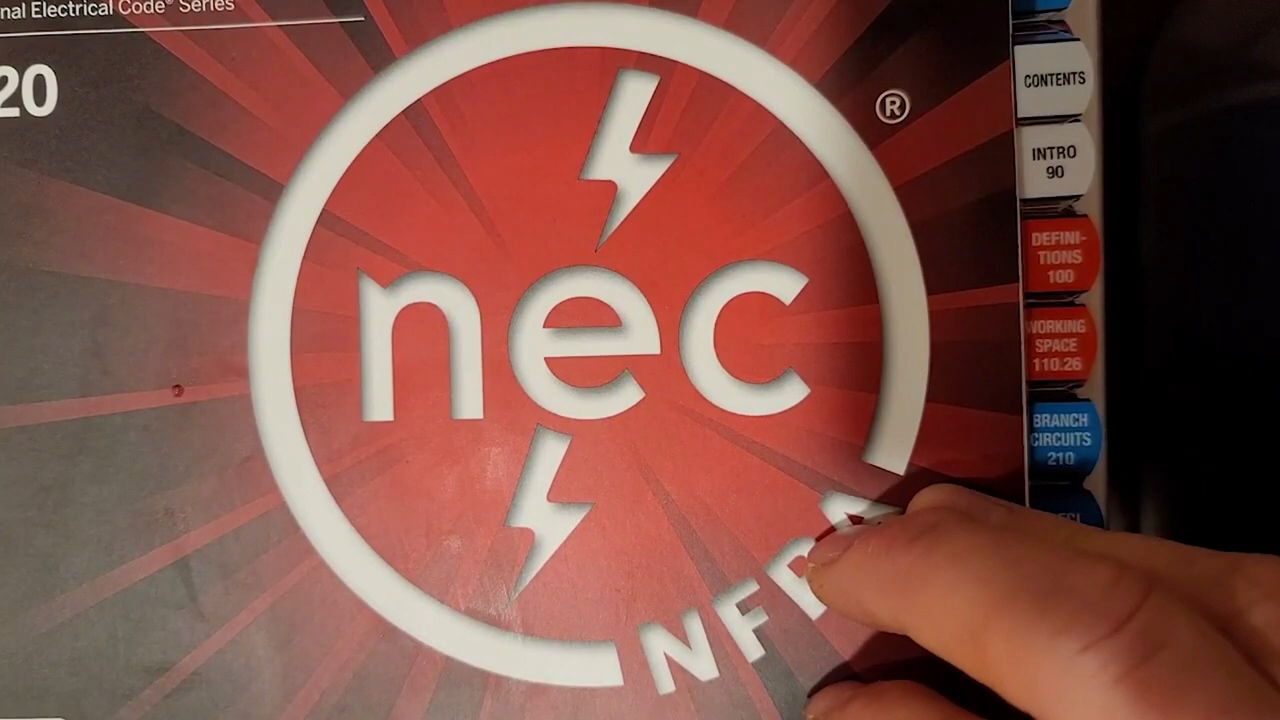 nal Electrical Code® Series
20
®
nec
NFPA
CONTENTS
INTRO
90
DEFINI-
TIONS
100
WORKING
SPACE
110.26
BRANCH
CIRCUITS
210